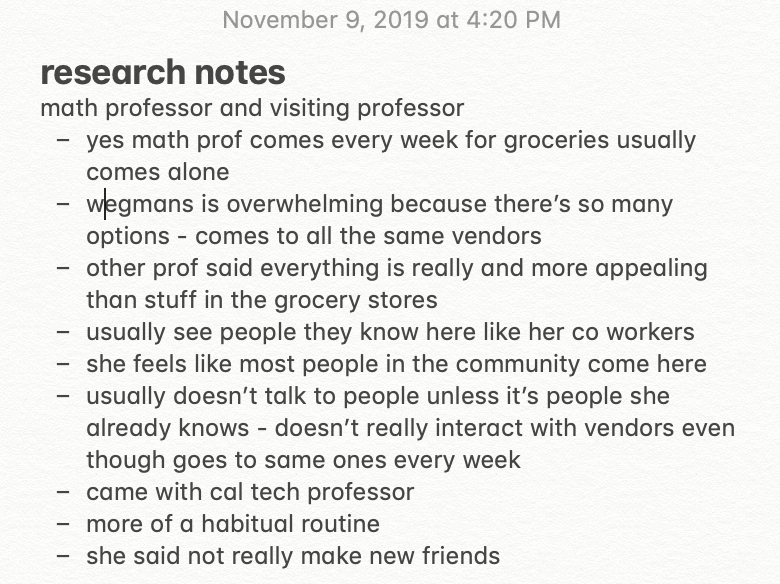 November 9, 2019 at 4:20 PM
research notes
math professor and visiting professor
– yes math prof comes every week for groceries usually
comes alone
– wegmans is overwhelming because there’s so many
options - comes to all the same vendors
– other prof said everything is really and more appealing
than stuff in the grocery stores
– usually see people they know here like her co workers
– she feels like most people in the community come here
– usually doesn’t talk to people unless it’s people she
already knows - doesn’t really interact with vendors even
though goes to same ones every week
– came with cal tech professor
– more of a habitual routine
– she said not really make new friends